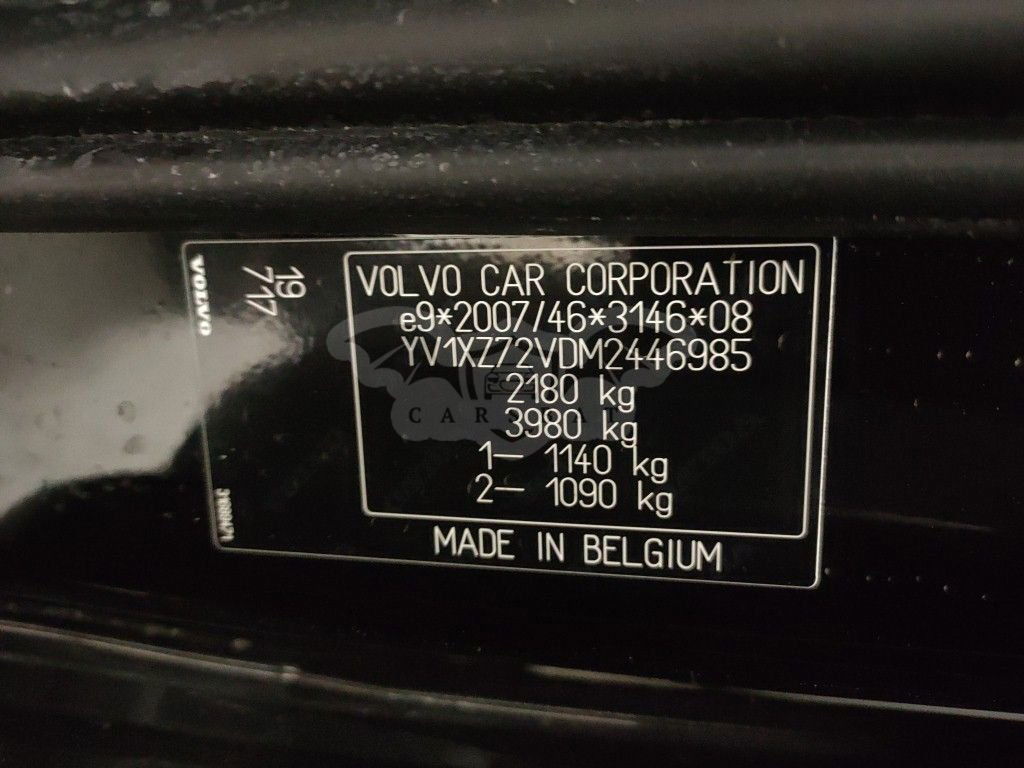 VOLVO
19
717
VOLVO CAR CORPORATION
e9*2007/46*3146*08
YV1XZZ2VDM2446985
2180 kg
3980 kg
1— 1140 kg
2— 1090 kg
MADE IN BELGIUM